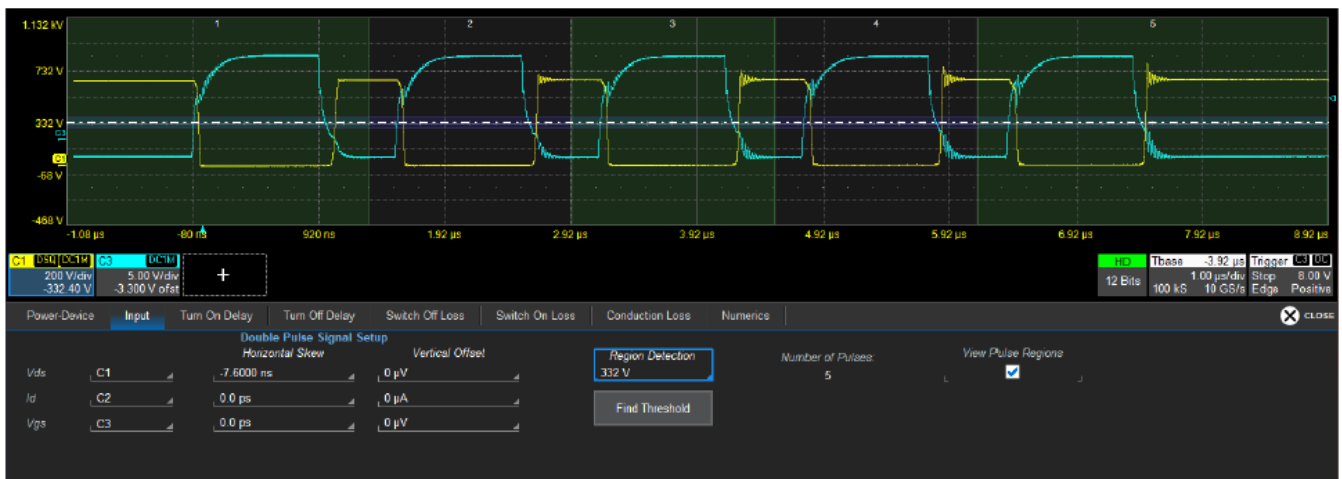 1.132 kV 1 2 3 4 5
732 V
332 V
C3
C1
-68 V
-468 V
-1.08 µs -80 ns 920 ns 1.92 µs 2.92 µs 3.92 µs 4.92 µs 5.92 µs 6.92 µs 7.92 µs 8.92 µs
C1 DSQ DC1M C3 DC1M HD Tbase -3.92 µs Trigger C3 DC
200 V/div 5.00 V/div + 12 Bits 1.00 µs/div Stop 8.00 V
-332.40 V -3.300 V ofst 100 kS 10 GS/s Edge Positive
Power-Device Input Turn On Delay Turn Off Delay Switch Off Loss Switch On Loss Conduction Loss Numerics X CLOSE
Double Pulse Signal Setup
Horizontal Skew Vertical Offset Region Detection Number of Pulses: View Pulse Regions
Vds C1 -7.6000 ns 0 µV 332 V 5
Id C2 0.0 ps 0 µA Find Threshold
Vgs C3 0.0 ps 0 µV